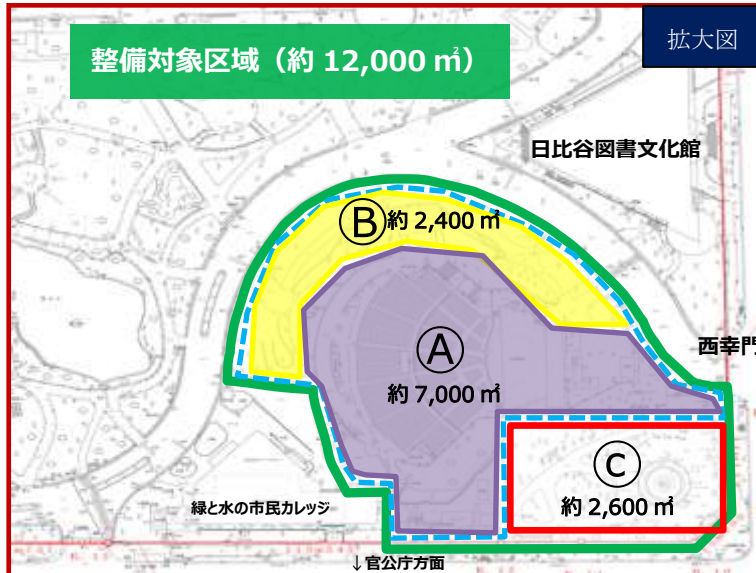 整備対象区域（約 12,000 ㎡）
拡大図
日比谷図書文化館
Ⓑ約 2,400 ㎡
Ⓐ
西幸門
約 7,000 ㎡
Ⓒ
約 2,600 ㎡
緑と水の市民カレッジ
↓官公庁方面